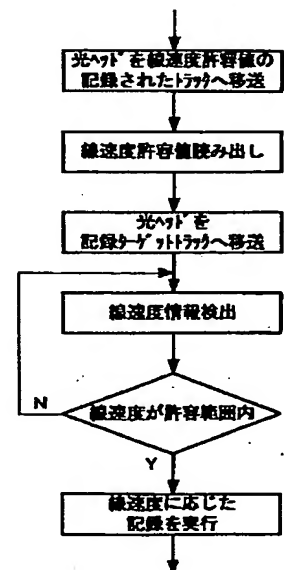 光ヘッドを線速度許容値の
記録されたトラックへ移送
線速度許容値読み出し
光ヘッドを
記録ターゲットトラックへ移送
線速度情報検出
線速度が許容範囲内
N
Y
線速度に応じた
記録を実行